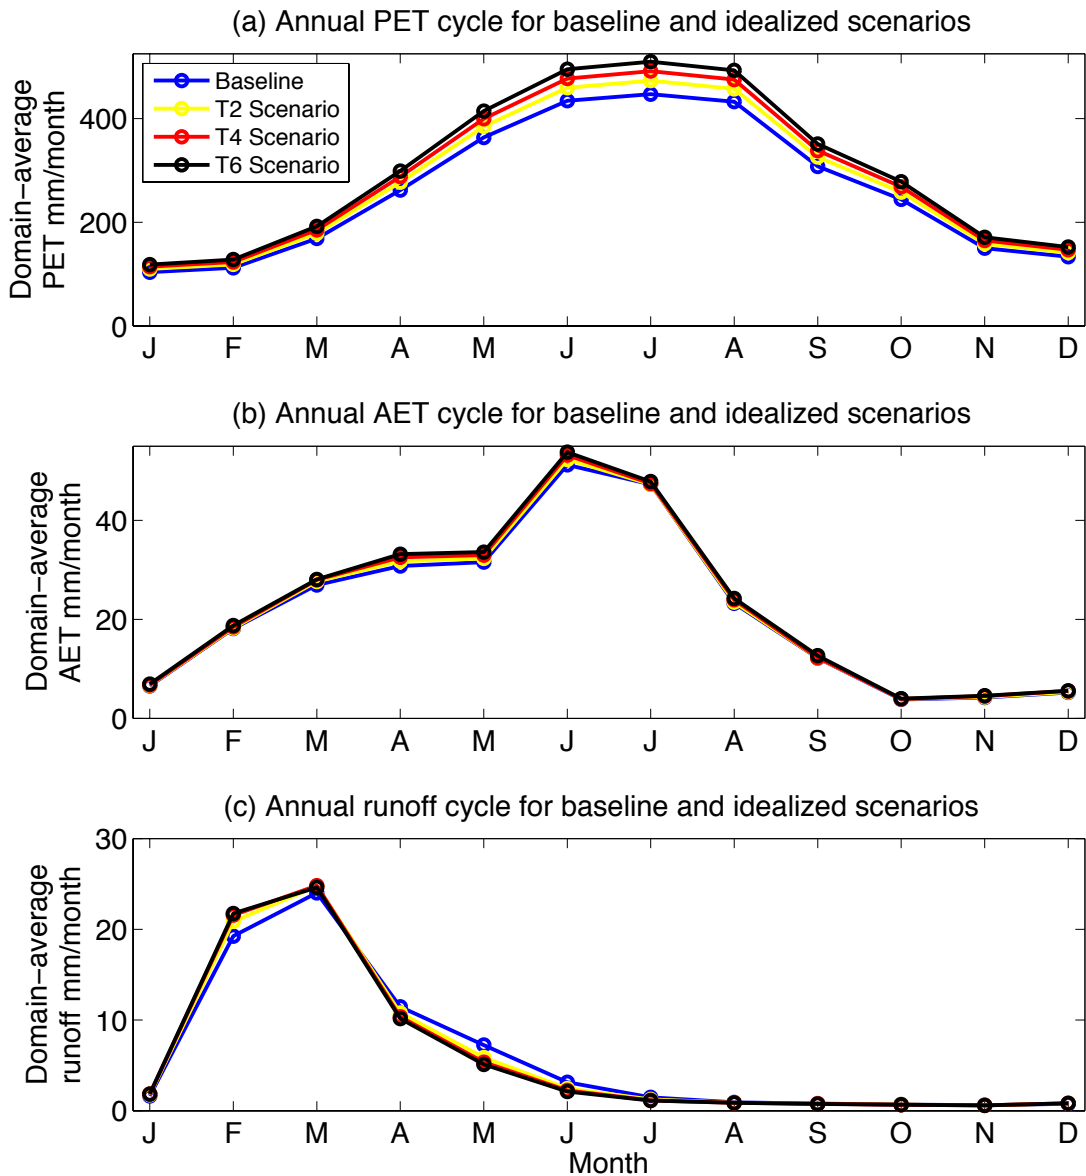 (a) Annual PET cycle for baseline and idealized scenarios
Domain−average
PET mm/month
400
200
0
Baseline
T2 Scenario
T4 Scenario
T6 Scenario
J F M A M J J A S O N D
(b) Annual AET cycle for baseline and idealized scenarios
Domain−average
AET mm/month
40
20
0
J F M A M J J A S O N D
(c) Annual runoff cycle for baseline and idealized scenarios
Domain−average
runoff mm/month
30
20
10
0
J F M A M J J A S O N D
Month